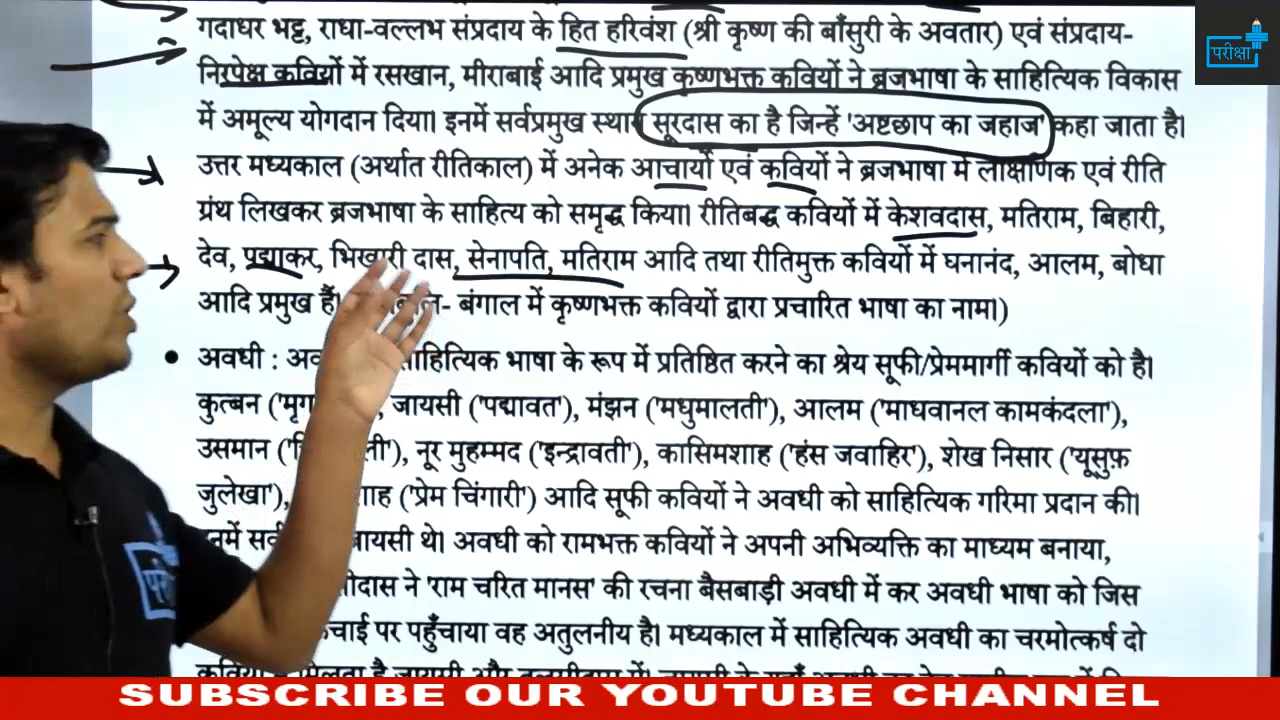 गदाधर भट्ट, राधा-वल्लभ संप्रदाय के हित हरिवंश (श्री कृष्ण की बाँसुरी के अवतार) एवं संप्रदाय-
परीक्षा
निरपेक्ष कवियों में रसखान, मीराबाई आदि प्रमुख कृष्णभक्त कवियों ने ब्रजभाषा के साहित्यिक विकास
में अमूल्य योगदान दिया। इनमें सर्वप्रमुख स्थान सूरदास का है जिन्हें 'अष्टछाप का जहाज' कहा जाता है।
उत्तर मध्यकाल (अर्थात रीतिकाल) में अनेक आचार्यों एवं कवियों ने ब्रजभाषा में लाक्षणिक एवं रीति
ग्रंथ लिखकर ब्रजभाषा के साहित्य को समृद्ध किया। रीतिबद्ध कवियों में केशवदास, मतिराम, बिहारी,
देव, पद्माकर, भिखारी दास, सेनापति, मतिराम आदि तथा रीतिमुक्त कवियों में घनानंद, आलम, बोधा
आदि प्रमुख हैं। बंगाल में कृष्णभक्त कवियों द्वारा प्रचारित भाषा का नाम।)
• अवधी : साहित्यिक भाषा के रूप में प्रतिष्ठित करने का श्रेय सूफी/प्रेममार्गी कवियों को है।
कुत्बन जायसी ('पद्मावत'), मंझन ('मधुमालती'), आलम ('माधवानल कामकंदला'),
उसमान नूर मुहम्मद ('इन्द्रावती'), कासिमशाह ('हंस जवाहिर'), शेख निसार ('यूसुफ़
जुलेखा'), ('प्रेम चिंगारी') आदि सूफी कवियों ने अवधी को साहित्यिक गरिमा प्रदान की।
जायसी थे। अवधी को रामभक्त कवियों ने अपनी अभिव्यक्ति का माध्यम बनाया,
ने 'राम चरित मानस' की रचना बैसबाड़ी अवधी में कर अवधी भाषा को जिस
पर पहुँचाया वह अतुलनीय है। मध्यकाल में साहित्यिक अवधी का चरमोत्कर्ष दो
SUBSCRIBE OUR YOUTUBE CHANNEL